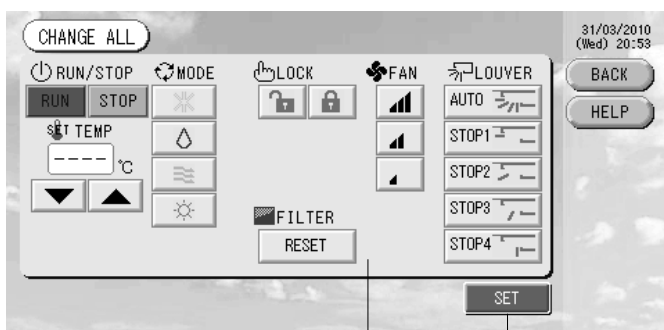 CHANGE ALL
31/03/2010
(Wed) 20:53
RUN/STOP
MODE
LOCK
FAN
LOUVER
BACK
RUN
STOP
AUTO
HELP
SET TEMP
STOP1
---- °C
STOP2
STOP3
FILTER
RESET
STOP4
SET